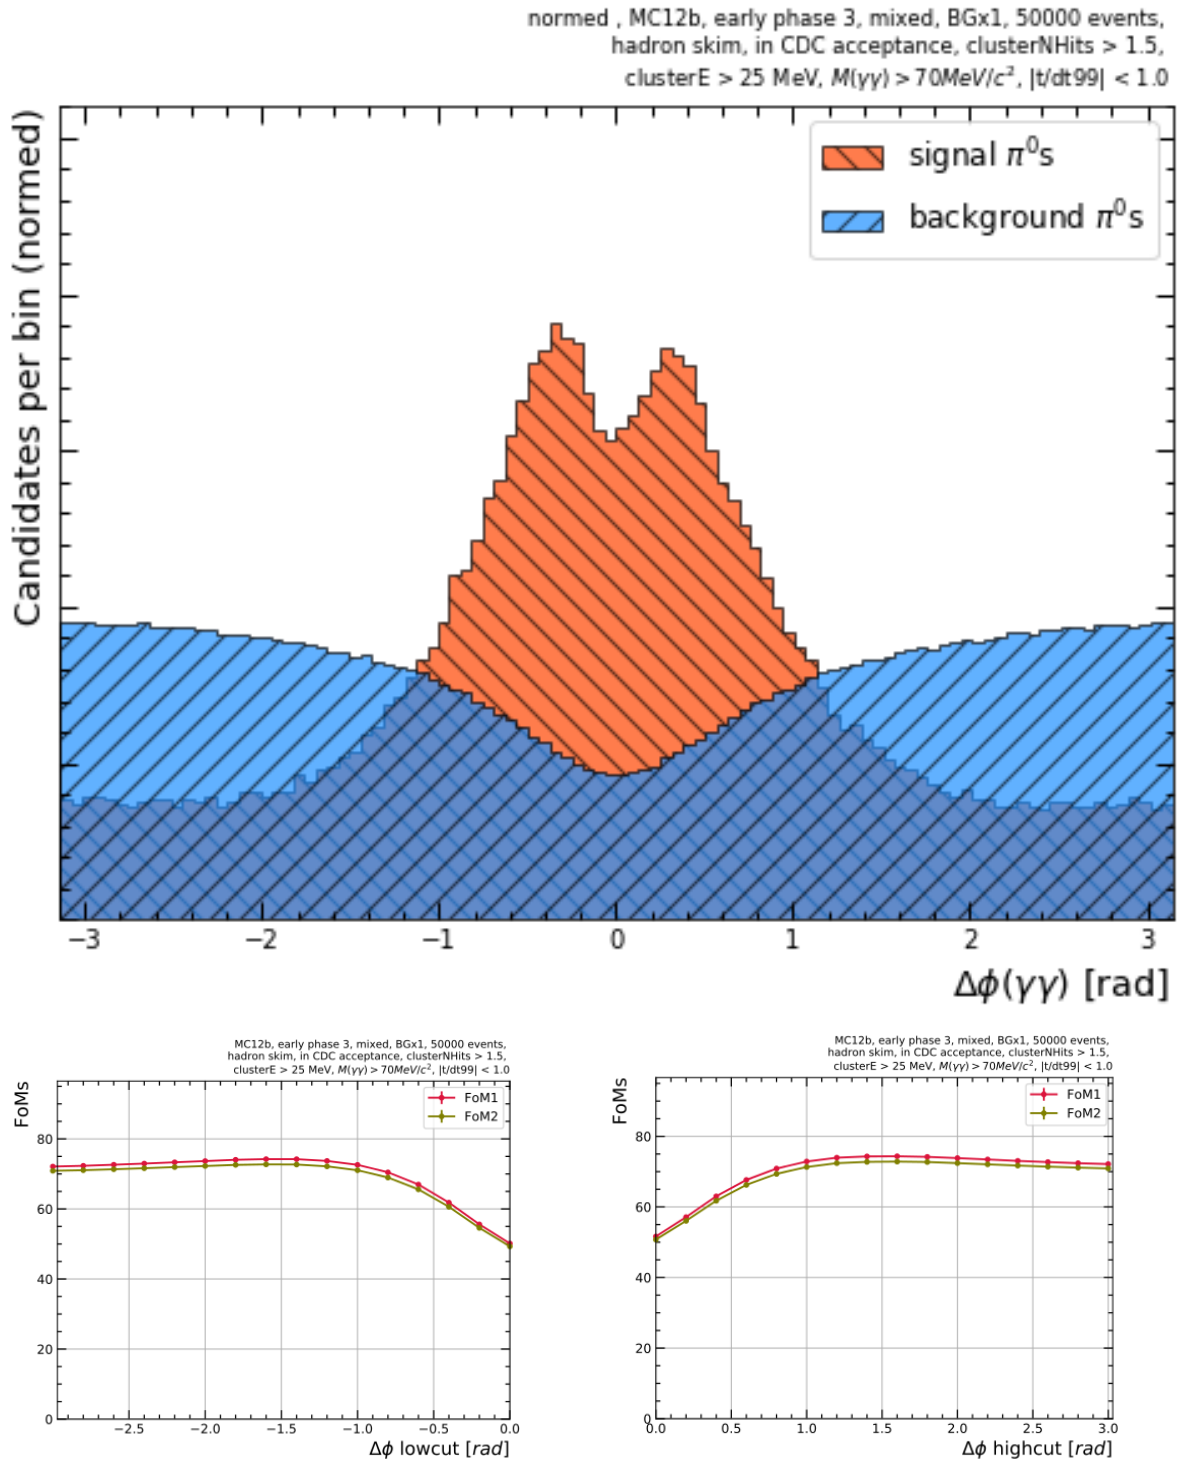 normed , MC12b, early phase 3, mixed, BGx1, 50000 events,
hadron skim, in CDC acceptance, clusterNHits > 1.5,
clusterE > 25 MeV, M(γγ) > 70MeV/c², |t/dt99| < 1.0
Candidates per bin (normed)
signal π⁰s
background π⁰s
−3 −2 −1 0 1 2 3
Δϕ(γγ) [rad]
MC12b, early phase 3, mixed, BGx1, 50000 events,
hadron skim, in CDC acceptance, clusterNHits > 1.5,
clusterE > 25 MeV, M(γγ) > 70MeV/c², |t/dt99| < 1.0
FoMs
FoM1
FoM2
80
60
40
20
0
−2.5 −2.0 −1.5 −1.0 −0.5 0.0
Δϕ lowcut [rad]
MC12b, early phase 3, mixed, BGx1, 50000 events,
hadron skim, in CDC acceptance, clusterNHits > 1.5,
clusterE > 25 MeV, M(γγ) > 70MeV/c², |t/dt99| < 1.0
FoMs
FoM1
FoM2
80
60
40
20
0
0.0 0.5 1.0 1.5 2.0 2.5 3.0
Δϕ highcut [rad]